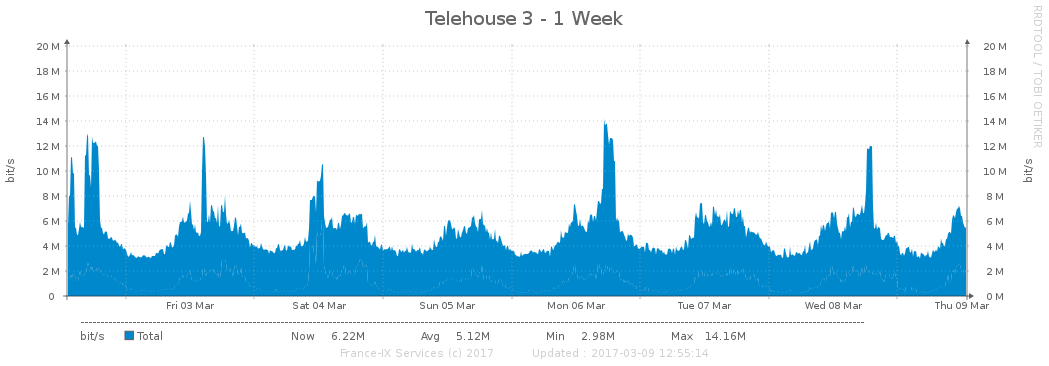 Telehouse 3 - 1 Week
RRDTOOL / TOBI OETIKER
bit/s
20 M
18 M
16 M
14 M
12 M
10 M
8 M
6 M
4 M
2 M
0
20 M
18 M
16 M
14 M
12 M
10 M
8 M
6 M
4 M
2 M
0 M
bit/s
Fri 03 Mar Sat 04 Mar Sun 05 Mar Mon 06 Mar Tue 07 Mar Wed 08 Mar Thu 09 Mar
bit/s Total Now 6.22M Avg 5.12M Min 2.98M Max 14.16M
France-IX Services (c) 2017 Updated : 2017-03-09 12:55:14